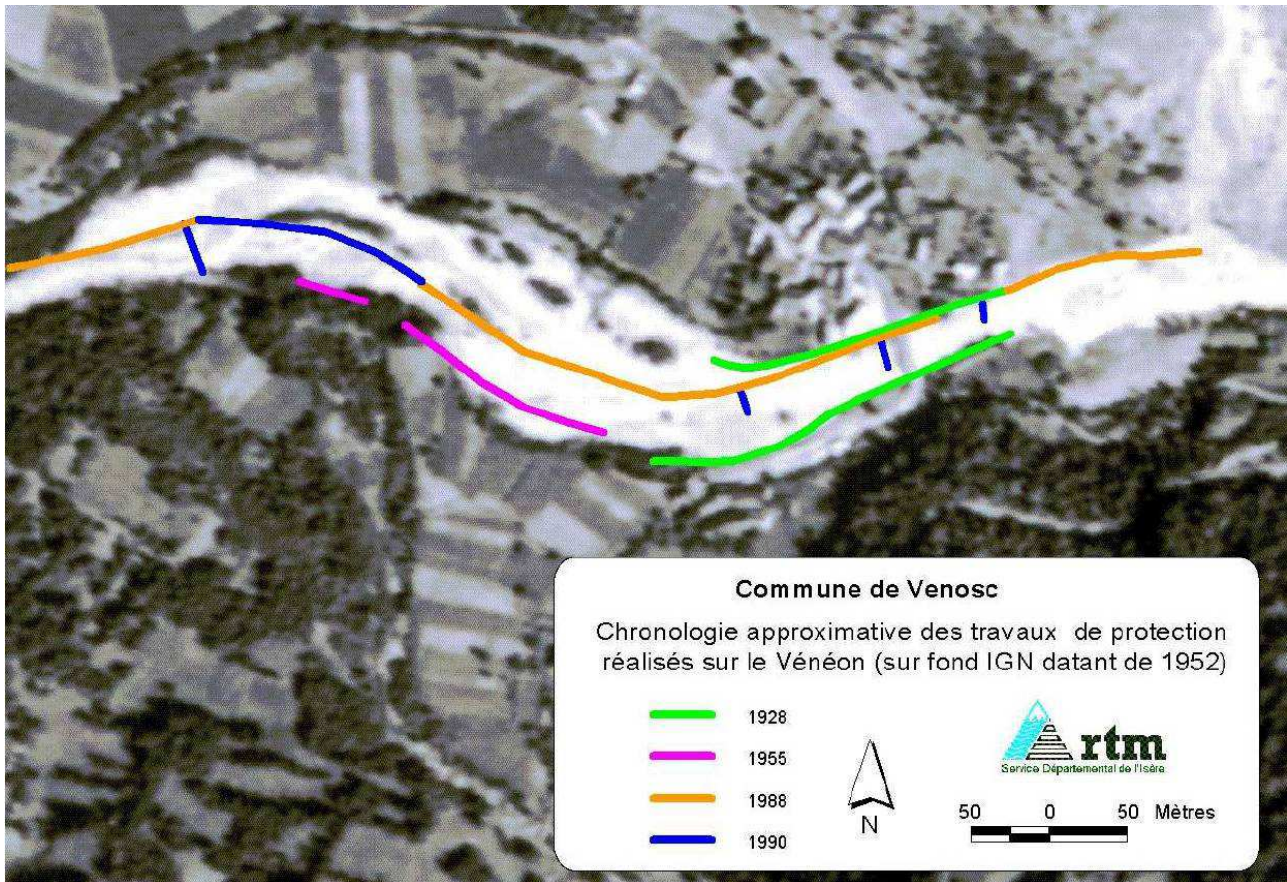 Commune de Venosc
Chronologie approximative des travaux de protection
réalisés sur le Vénéon (sur fond IGN datant de 1952)
1928
1955
1988
1990
N
rtm
Service Départemental de l'Isère
50 0 50 Mètres